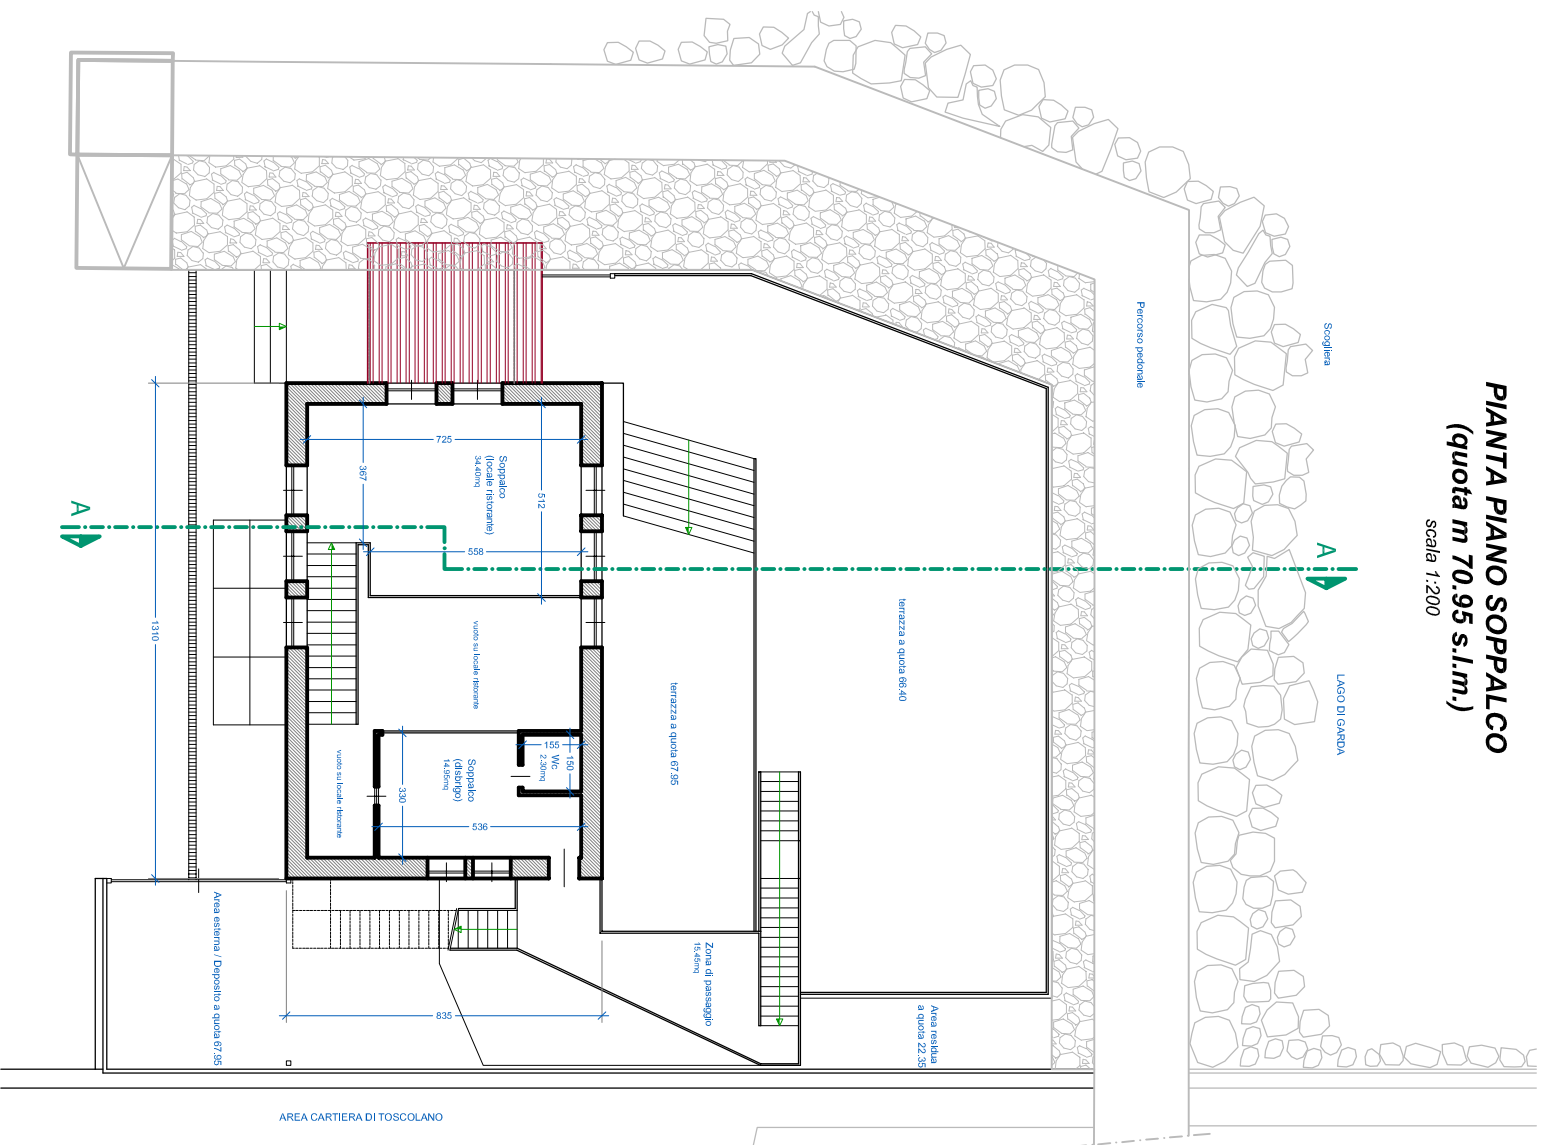 PIANTA PIANO SOPPALCO
(quota m 70.95 s.l.m.)
scala 1:200
Scogliera
LAGO DI GARDA
Percorso pedonale
A
A
terrazza a quota 66.40
terrazza a quota 67.95
Area residua
a quota 22.35
Zona di passaggio
15.45mq
Soppalco
(locale ristorante)
34.40mq
725
367
512
558
vuoto su locale ristorante
vuoto su locale ristorante
155
150
Wc
2.30mq
Soppalco
(disbrigo)
14.95mq
330
536
1310
835
Area esterna / Deposito a quota 67.95
AREA CARTIERA DI TOSCOLANO